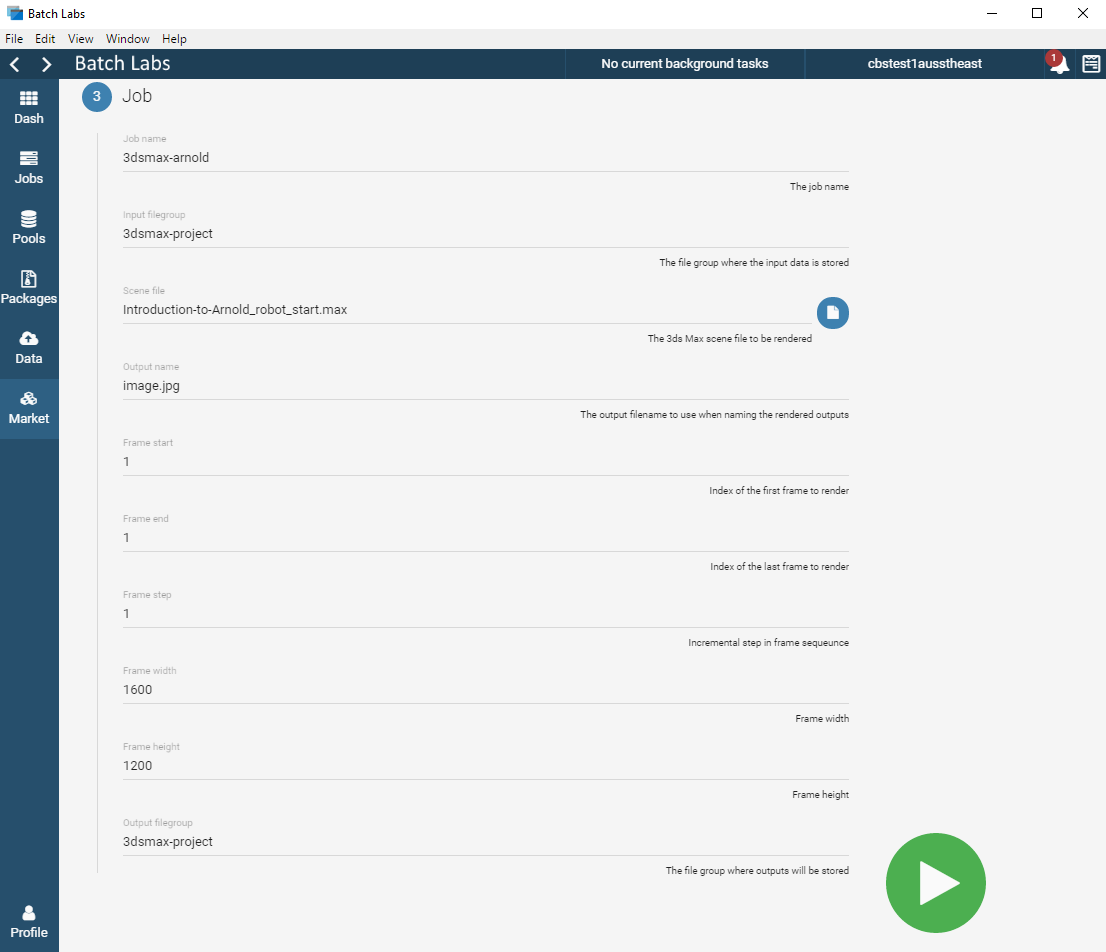 Batch Labs
File Edit View Window Help
Batch Labs No current background tasks cbstest1ausstheast 1
Dash
Jobs
Pools
Packages
Data
Market
Profile
3 Job
Job name
3dsmax-arnold
The job name
Input filegroup
3dsmax-project
The file group where the input data is stored
Scene file
Introduction-to-Arnold_robot_start.max
The 3ds Max scene file to be rendered
Output name
image.jpg
The output filename to use when naming the rendered outputs
Frame start
1
Index of the first frame to render
Frame end
1
Index of the last frame to render
Frame step
1
Incremental step in frame sequeunce
Frame width
1600
Frame width
Frame height
1200
Frame height
Output filegroup
3dsmax-project
The file group where outputs will be stored